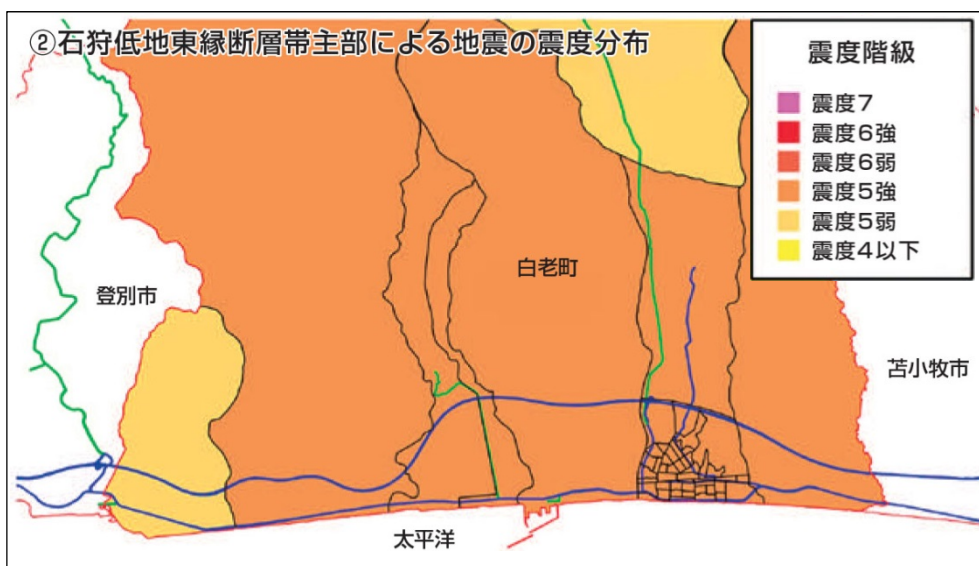 ②石狩低地東縁断層帯主部による地震の震度分布
震度階級
震度7
震度6強
震度6弱
震度5強
震度5弱
震度4以下
白老町
登別市
苫小牧市
太平洋